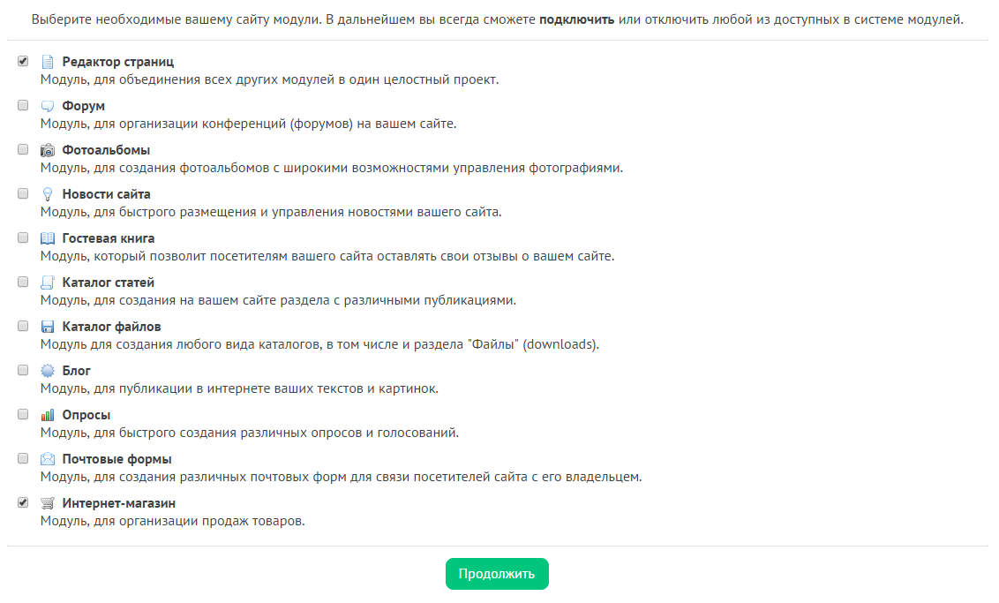 Выберите необходимые вашему сайту модули. В дальнейшем вы всегда сможете подключить или отключить любой из доступных в системе модулей.
Редактор страниц
Модуль, для объединения всех других модулей в один целостный проект.
Форум
Модуль, для организации конференций (форумов) на вашем сайте.
Фотоальбомы
Модуль, для создания фотоальбомов с широкими возможностями управления фотографиями.
Новости сайта
Модуль, для быстрого размещения и управления новостями вашего сайта.
Гостевая книга
Модуль, который позволит посетителям вашего сайта оставлять свои отзывы о вашем сайте.
Каталог статей
Модуль, для создания на вашем сайте раздела с различными публикациями.
Каталог файлов
Модуль для создания любого вида каталогов, в том числе и раздела "Файлы" (downloads).
Блог
Модуль, для публикации в интернете ваших текстов и картинок.
Опросы
Модуль, для быстрого создания различных опросов и голосований.
Почтовые формы
Модуль, для создания различных почтовых форм для связи посетителей сайта с его владельцем.
Интернет-магазин
Модуль, для организации продаж товаров.
Продолжить